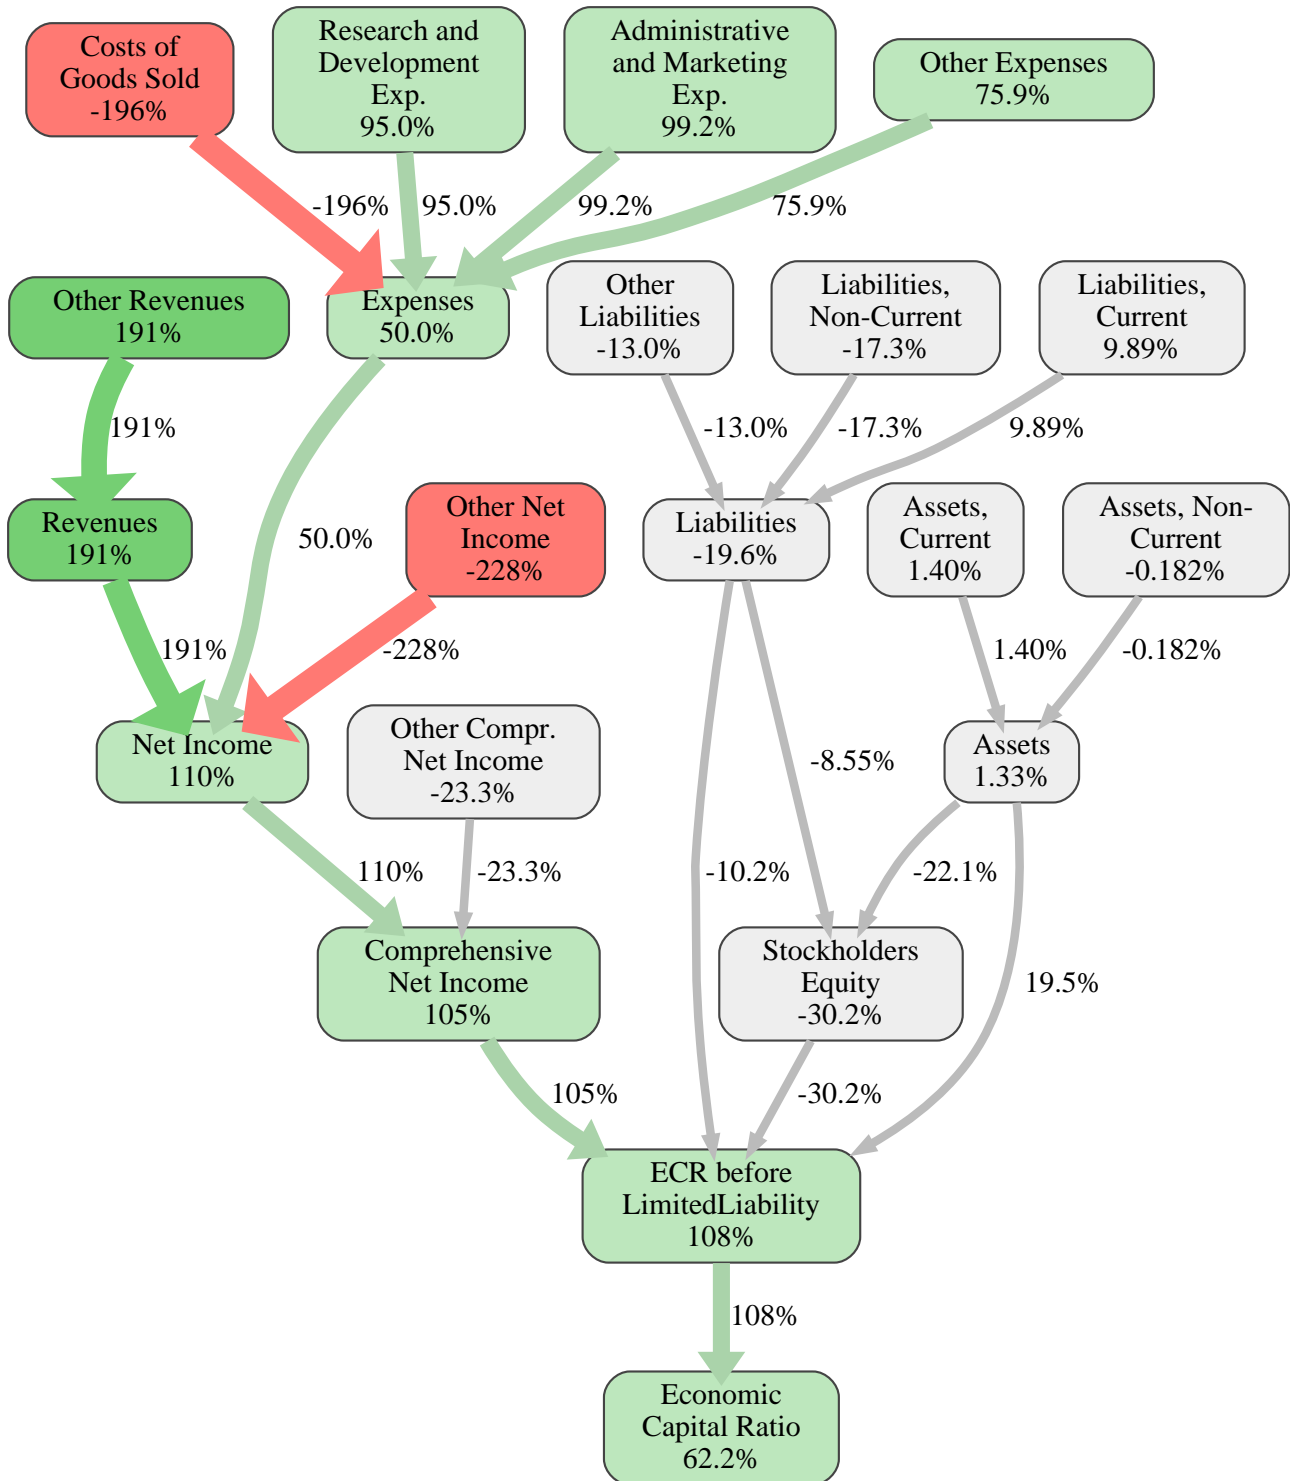 Costs of
Goods Sold
-196%
Research and
Development
Exp.
95.0%
Administrative
and Marketing
Exp.
99.2%
Other Expenses
75.9%
-196%
95.0%
99.2%
75.9%
Other Revenues
191%
Expenses
50.0%
Other
Liabilities
-13.0%
Liabilities,
Non-Current
-17.3%
Liabilities,
Current
9.89%
191%
-13.0%
-17.3%
9.89%
Revenues
191%
50.0%
Other Net
Income
-228%
Liabilities
-19.6%
Assets,
Current
1.40%
Assets, Non-
Current
-0.182%
191%
-228%
1.40%
-0.182%
Net Income
110%
Other Compr.
Net Income
-23.3%
-8.55%
Assets
1.33%
110%
-23.3%
-10.2%
-22.1%
Comprehensive
Net Income
105%
Stockholders
Equity
-30.2%
19.5%
105%
-30.2%
ECR before
LimitedLiability
108%
108%
Economic
Capital Ratio
62.2%